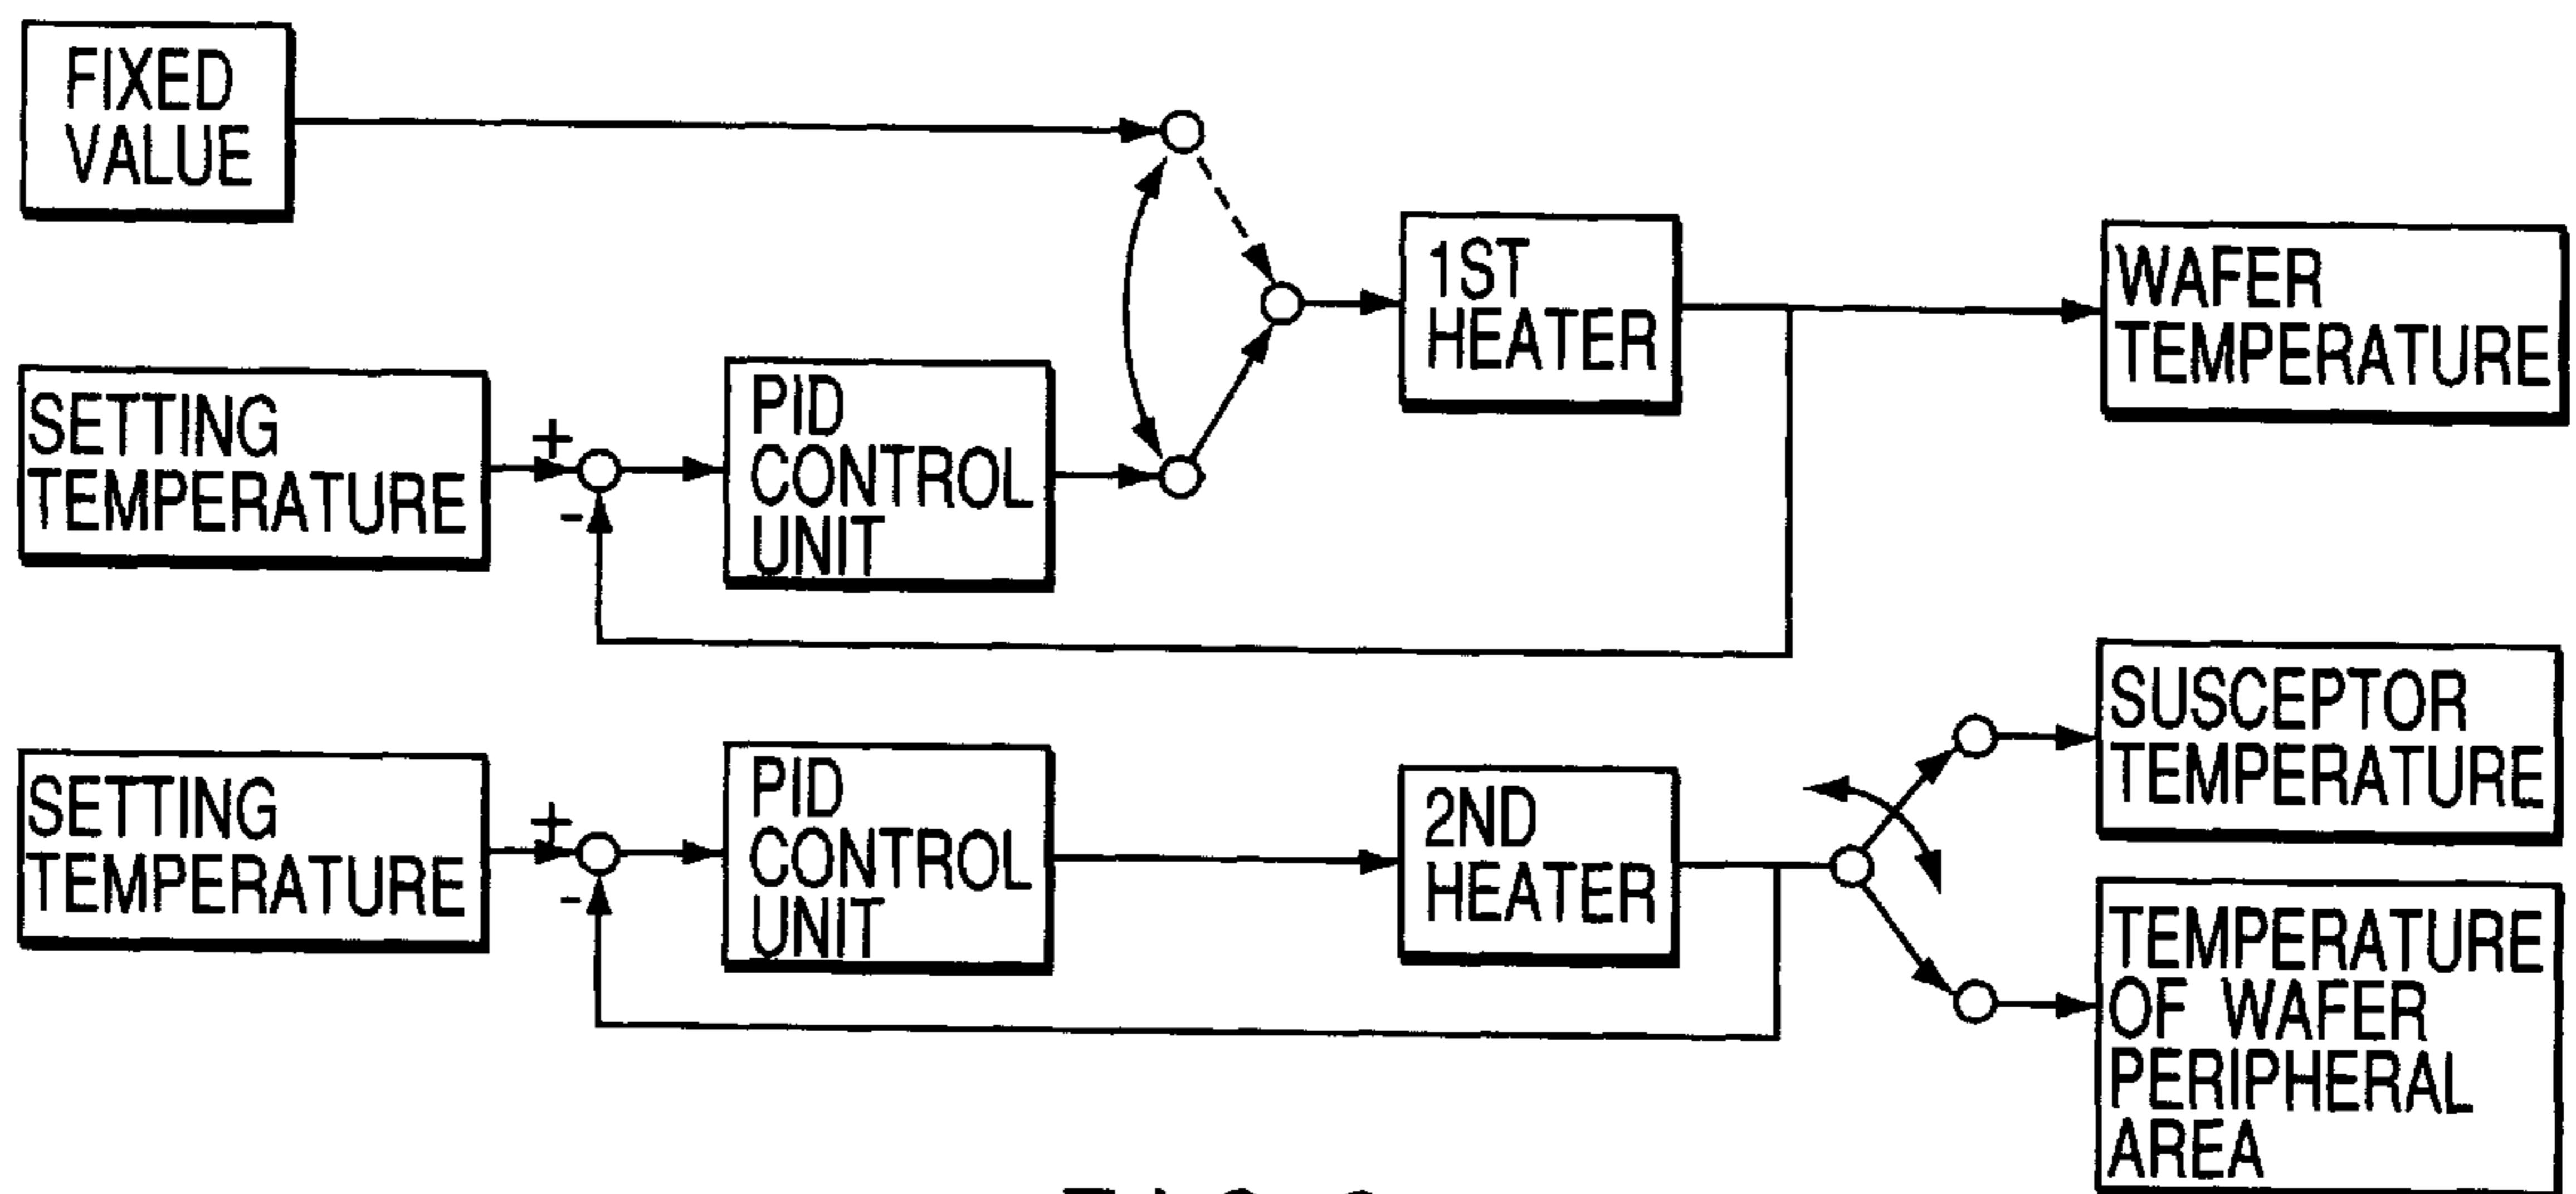 FIXED
VALUE
1ST
HEATER
WAFER
TEMPERATURE
SETTING
TEMPERATURE
+
-
PID
CONTROL
UNIT
SUSCEPTOR
TEMPERATURE
SETTING
TEMPERATURE
+
-
PID
CONTROL
UNIT
2ND
HEATER
TEMPERATURE
OF WAFER
PERIPHERAL
AREA